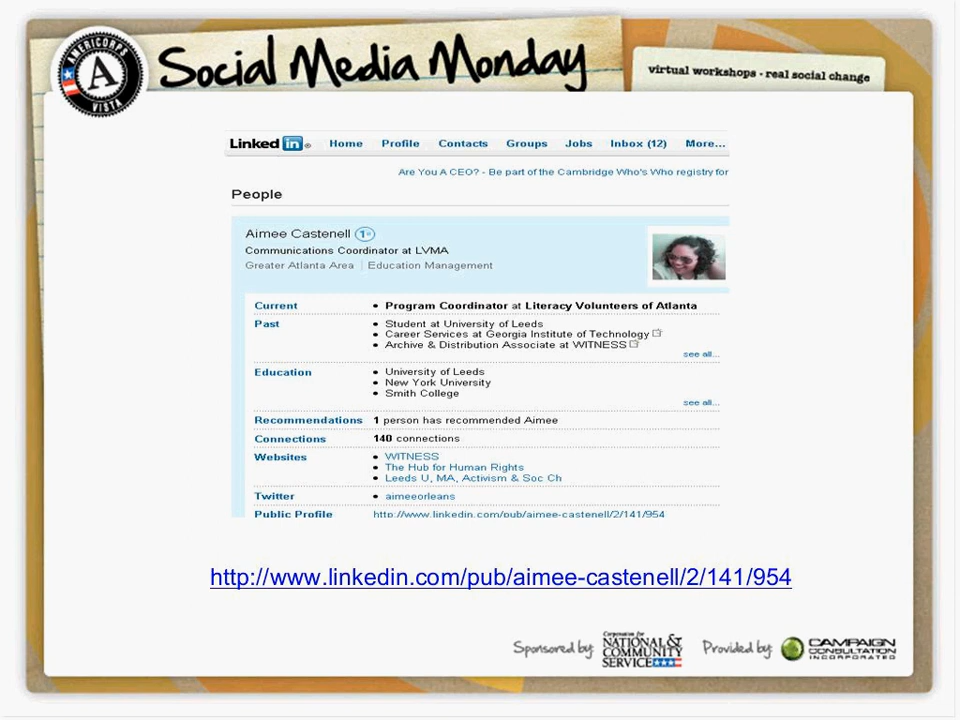 AMERICORPS
A
VISTA
Social Media Monday
virtual workshops · real social change
Linked in ® Home Profile Contacts Groups Jobs Inbox (12) More...
Are You A CEO? - Be part of the Cambridge Who's Who registry for
People
Aimee Castenell 1st
Communications Coordinator at LVMA
Greater Atlanta Area | Education Management
Current • Program Coordinator at Literacy Volunteers of Atlanta
Past • Student at University of Leeds
• Career Services at Georgia Institute of Technology
• Archive & Distribution Associate at WITNESS
see all...
Education • University of Leeds
• New York University
• Smith College
see all...
Recommendations 1 person has recommended Aimee
Connections 140 connections
Websites • WITNESS
• The Hub for Human Rights
• Leeds U, MA, Activism & Soc Ch
Twitter • aimeeorleans
Public Profile http://www.linkedin.com/pub/aimee-castenell/2/141/954
http://www.linkedin.com/pub/aimee-castenell/2/141/954
Sponsored by: Corporation for NATIONAL & COMMUNITY SERVICE Provided by: CAMPAIGN CONSULTATION INCORPORATED